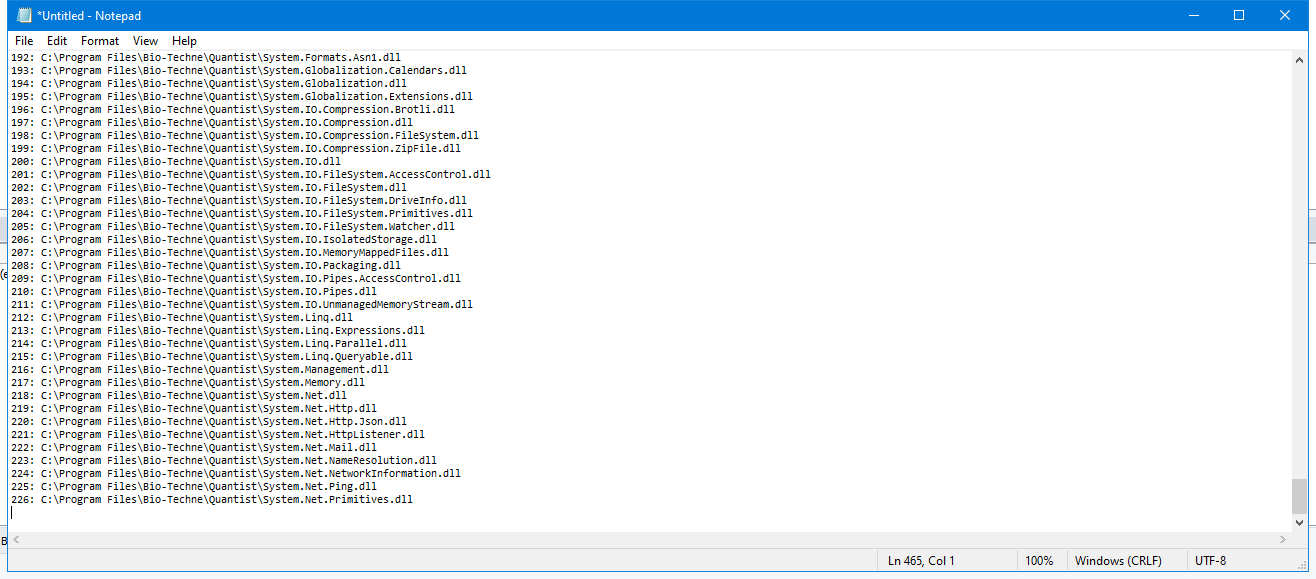 *Untitled - Notepad
File Edit Format View Help
192: C:\Program Files\Bio-Techne\Quantist\System.Formats.Asn1.dll
193: C:\Program Files\Bio-Techne\Quantist\System.Globalization.Calendars.dll
194: C:\Program Files\Bio-Techne\Quantist\System.Globalization.dll
195: C:\Program Files\Bio-Techne\Quantist\System.Globalization.Extensions.dll
196: C:\Program Files\Bio-Techne\Quantist\System.IO.Compression.Brotli.dll
197: C:\Program Files\Bio-Techne\Quantist\System.IO.Compression.dll
198: C:\Program Files\Bio-Techne\Quantist\System.IO.Compression.FileSystem.dll
199: C:\Program Files\Bio-Techne\Quantist\System.IO.Compression.ZipFile.dll
200: C:\Program Files\Bio-Techne\Quantist\System.IO.dll
201: C:\Program Files\Bio-Techne\Quantist\System.IO.FileSystem.AccessControl.dll
202: C:\Program Files\Bio-Techne\Quantist\System.IO.FileSystem.dll
203: C:\Program Files\Bio-Techne\Quantist\System.IO.FileSystem.DriveInfo.dll
204: C:\Program Files\Bio-Techne\Quantist\System.IO.FileSystem.Primitives.dll
205: C:\Program Files\Bio-Techne\Quantist\System.IO.FileSystem.Watcher.dll
206: C:\Program Files\Bio-Techne\Quantist\System.IO.IsolatedStorage.dll
207: C:\Program Files\Bio-Techne\Quantist\System.IO.MemoryMappedFiles.dll
208: C:\Program Files\Bio-Techne\Quantist\System.IO.Packaging.dll
209: C:\Program Files\Bio-Techne\Quantist\System.IO.Pipes.AccessControl.dll
210: C:\Program Files\Bio-Techne\Quantist\System.IO.Pipes.dll
211: C:\Program Files\Bio-Techne\Quantist\System.IO.UnmanagedMemoryStream.dll
212: C:\Program Files\Bio-Techne\Quantist\System.Linq.dll
213: C:\Program Files\Bio-Techne\Quantist\System.Linq.Expressions.dll
214: C:\Program Files\Bio-Techne\Quantist\System.Linq.Parallel.dll
215: C:\Program Files\Bio-Techne\Quantist\System.Linq.Queryable.dll
216: C:\Program Files\Bio-Techne\Quantist\System.Management.dll
217: C:\Program Files\Bio-Techne\Quantist\System.Memory.dll
218: C:\Program Files\Bio-Techne\Quantist\System.Net.dll
219: C:\Program Files\Bio-Techne\Quantist\System.Net.Http.dll
220: C:\Program Files\Bio-Techne\Quantist\System.Net.Http.Json.dll
221: C:\Program Files\Bio-Techne\Quantist\System.Net.HttpListener.dll
222: C:\Program Files\Bio-Techne\Quantist\System.Net.Mail.dll
223: C:\Program Files\Bio-Techne\Quantist\System.Net.NameResolution.dll
224: C:\Program Files\Bio-Techne\Quantist\System.Net.NetworkInformation.dll
225: C:\Program Files\Bio-Techne\Quantist\System.Net.Ping.dll
226: C:\Program Files\Bio-Techne\Quantist\System.Net.Primitives.dll
Ln 465, Col 1 100% Windows (CRLF) UTF-8